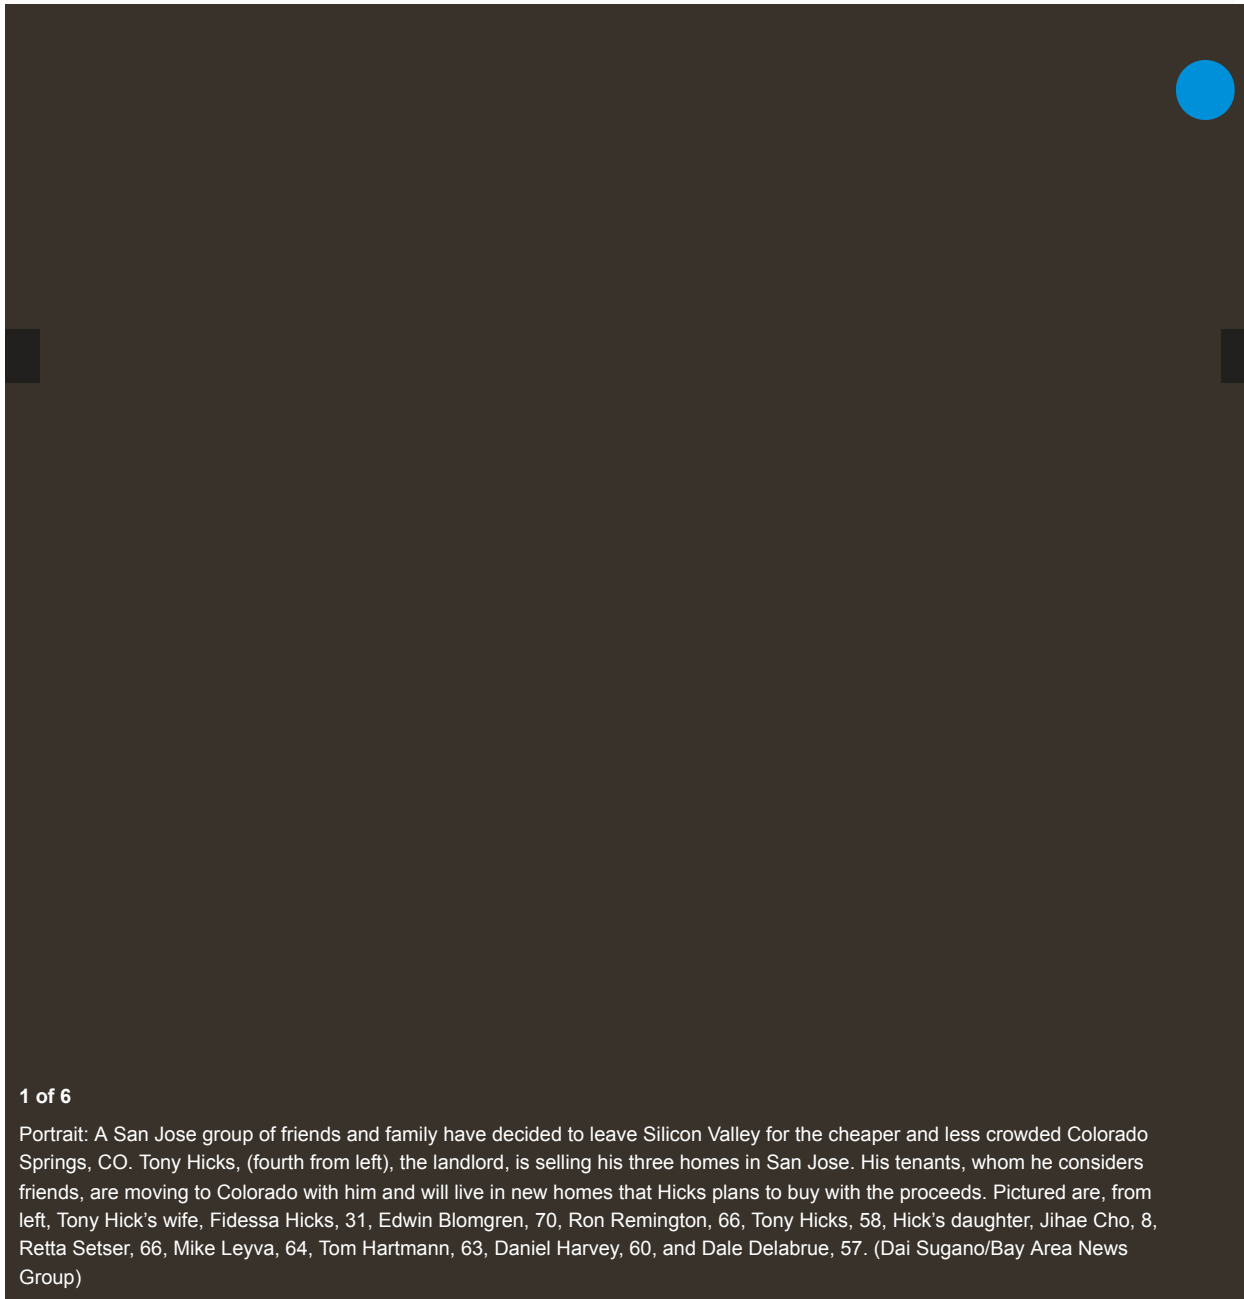 1 of 6
Portrait: A San Jose group of friends and family have decided to leave Silicon Valley for the cheaper and less crowded Colorado
Springs, CO. Tony Hicks, (fourth from left), the landlord, is selling his three homes in San Jose. His tenants, whom he considers
friends, are moving to Colorado with him and will live in new homes that Hicks plans to buy with the proceeds. Pictured are, from
left, Tony Hick’s wife, Fidessa Hicks, 31, Edwin Blomgren, 70, Ron Remington, 66, Tony Hicks, 58, Hick’s daughter, Jihae Cho, 8,
Retta Setser, 66, Mike Leyva, 64, Tom Hartmann, 63, Daniel Harvey, 60, and Dale Delabrue, 57. (Dai Sugano/Bay Area News
Group)